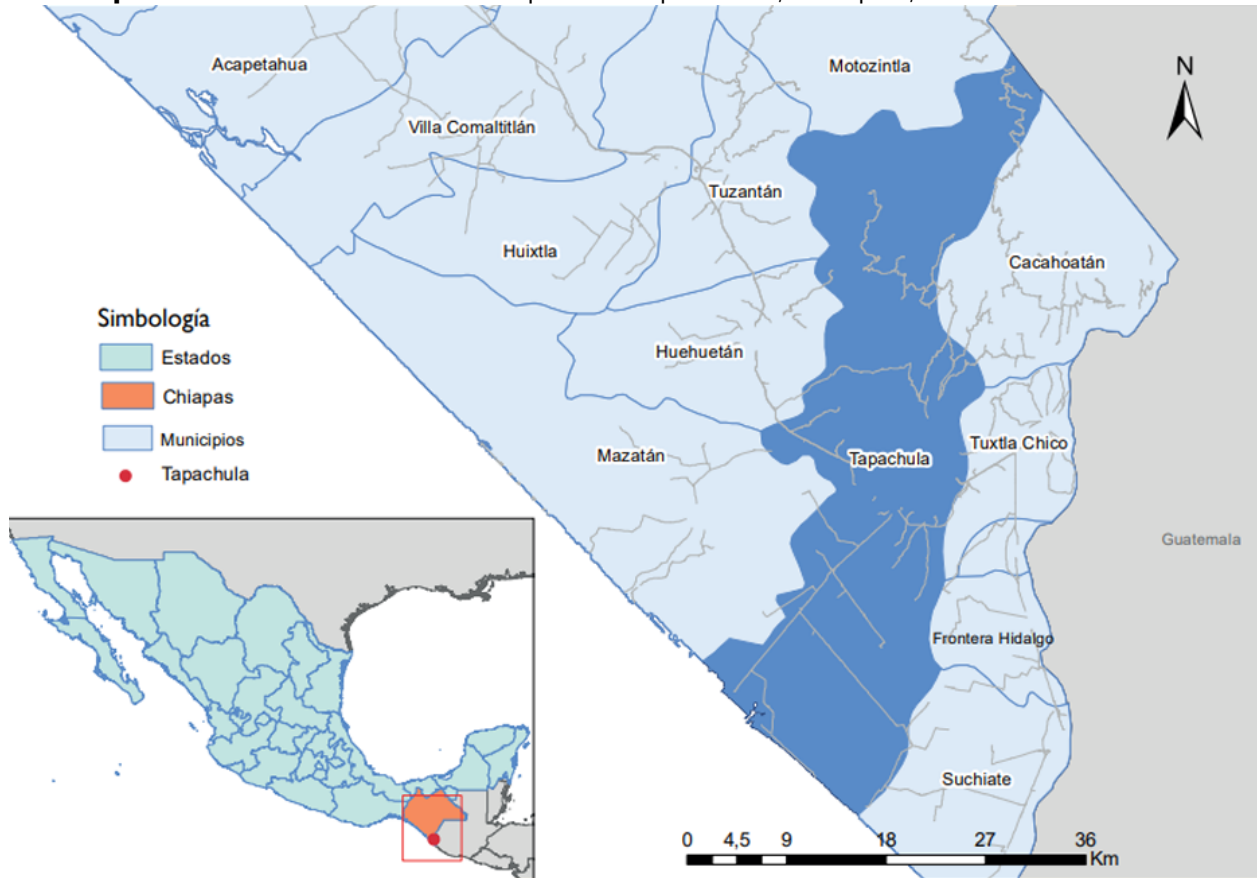 Acapetahua
Motozintla
N
Villa Comaltitlán
Tuzantán
Huixtla
Cacahoatán
Simbología
Estados
Chiapas
Municipios
Tapachula
Huehuetán
Mazatán
Tapachula
Tuxtla Chico
Guatemala
Frontera Hidalgo
Suchiate
0 4,5 9 18 27 36
Km